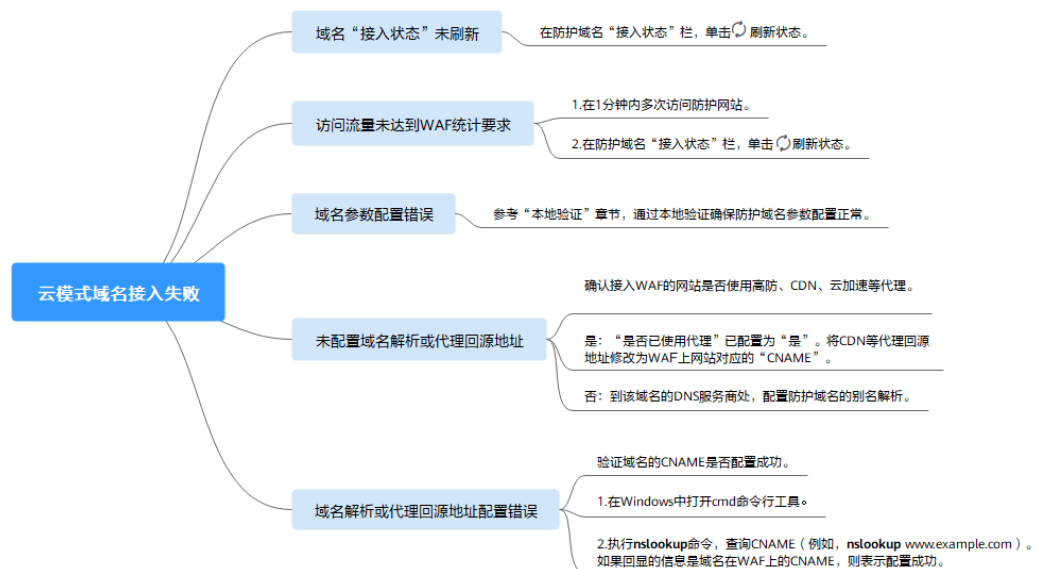 域名“接入状态”未刷新
在防护域名“接入状态”栏，单击 刷新状态。
访问流量未达到WAF统计要求
1.在1分钟内多次访问防护网站。
2.在防护域名“接入状态”栏，单击 刷新状态。
域名参数配置错误
参考“本地验证”章节，通过本地验证确保防护域名参数配置正常。
云模式域名接入失败
未配置域名解析或代理回源地址
确认接入WAF的网站是否使用高防、CDN、云加速等代理。
是：“是否已使用代理”已配置为“是”。将CDN等代理回源
地址修改为WAF上网站对应的“CNAME”。
否：到该域名的DNS服务商处，配置防护域名的别名解析。
域名解析或代理回源地址配置错误
验证域名的CNAME是否配置成功。
1.在Windows中打开cmd命令行工具。
2.执行nslookup命令，查询CNAME（例如，nslookup www.example.com）。
如果回显的信息是域名在WAF上的CNAME，则表示配置成功。